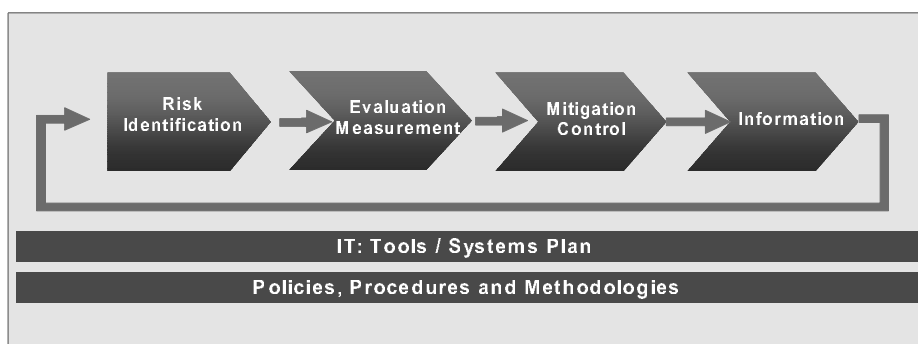 Risk
Identification
Evaluation
Measurement
Mitigation
Control
Information
IT: Tools / Systems Plan
Policies, Procedures and Methodologies